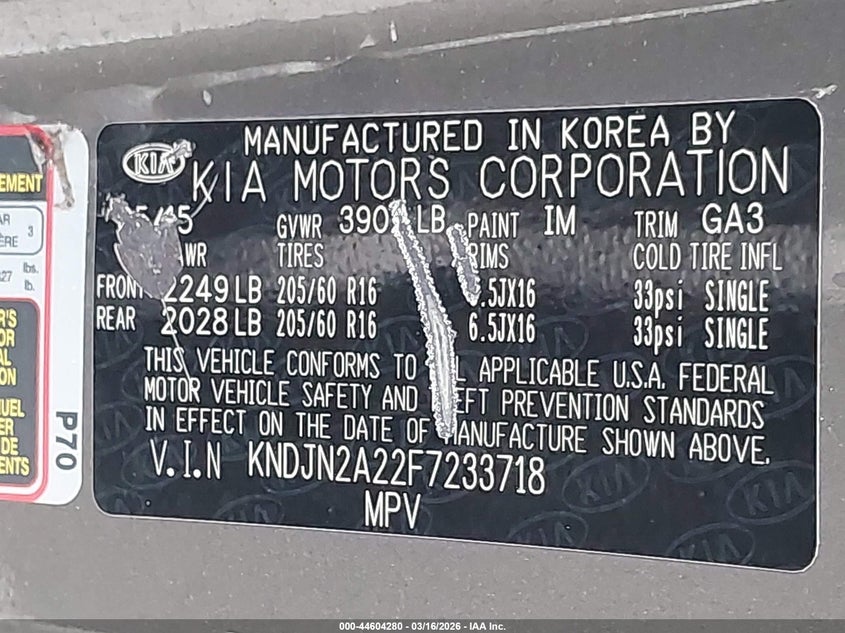 MANUFACTURED IN KOREA BY
KIA
KIA MOTORS CORPORATION
GVWR LB PAINT IM TRIM GA3
TIRES COLD TIRE INFL
FRONT 2249 LB 205/60 R16 33psi SINGLE
REAR 2028 LB 205/60 R16 6.5JX16 33psi SINGLE
THIS VEHICLE CONFORMS TO APPLICABLE U.S.A. FEDERAL
MOTOR VEHICLE SAFETY AND PREVENTION STANDARDS
IN EFFECT ON THE DATE OF MANUFACTURE SHOWN ABOVE.
V.I.N KNDJN2A22F7233718
MPV
P70
000-44604280 - 03/16/2026 - IAA Inc.